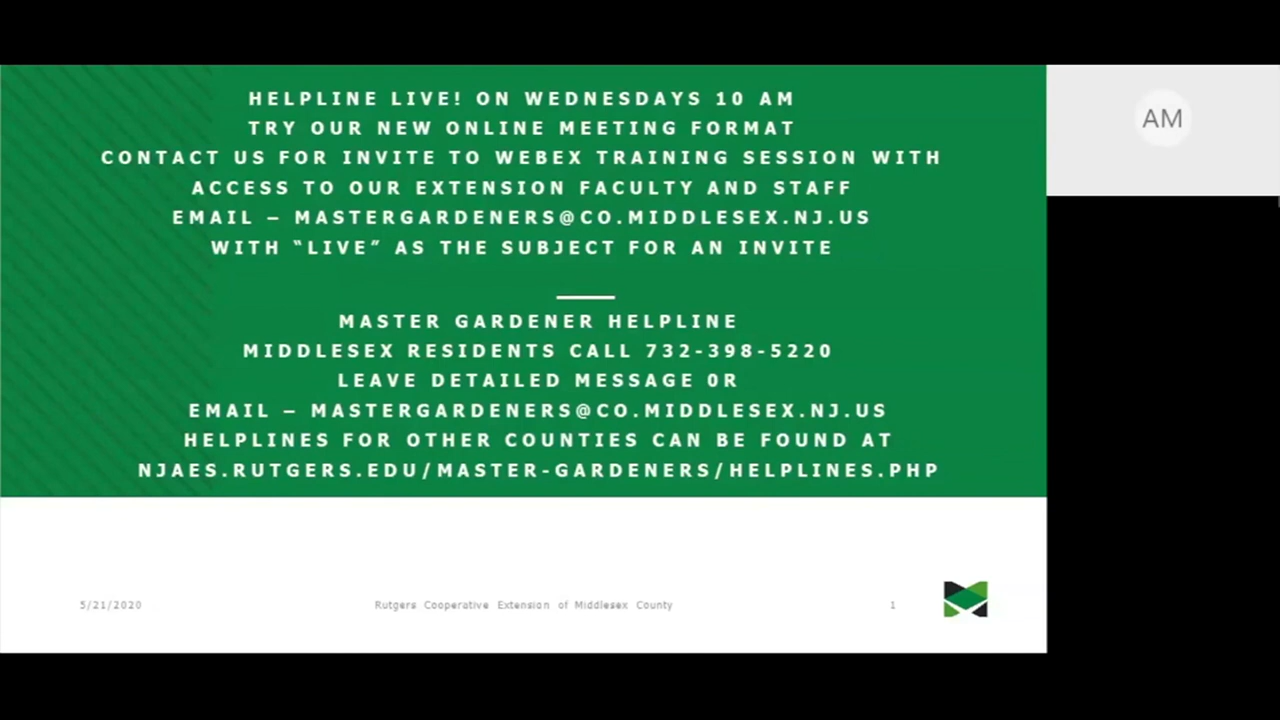 HELPLINE LIVE! ON WEDNESDAYS 10 AM
TRY OUR NEW ONLINE MEETING FORMAT
CONTACT US FOR INVITE TO WEBEX TRAINING SESSION WITH
ACCESS TO OUR EXTENSION FACULTY AND STAFF
EMAIL – MASTERGARDENERS@CO.MIDDLESEX.NJ.US
WITH “LIVE” AS THE SUBJECT FOR AN INVITE
MASTER GARDENER HELPLINE
MIDDLESEX RESIDENTS CALL 732-398-5220
LEAVE DETAILED MESSAGE 0R
EMAIL – MASTERGARDENERS@CO.MIDDLESEX.NJ.US
HELPLINES FOR OTHER COUNTIES CAN BE FOUND AT
NJAES.RUTGERS.EDU/MASTER-GARDENERS/HELPLINES.PHP
5/21/2020 Rutgers Cooperative Extension of Middlesex County 1
AM